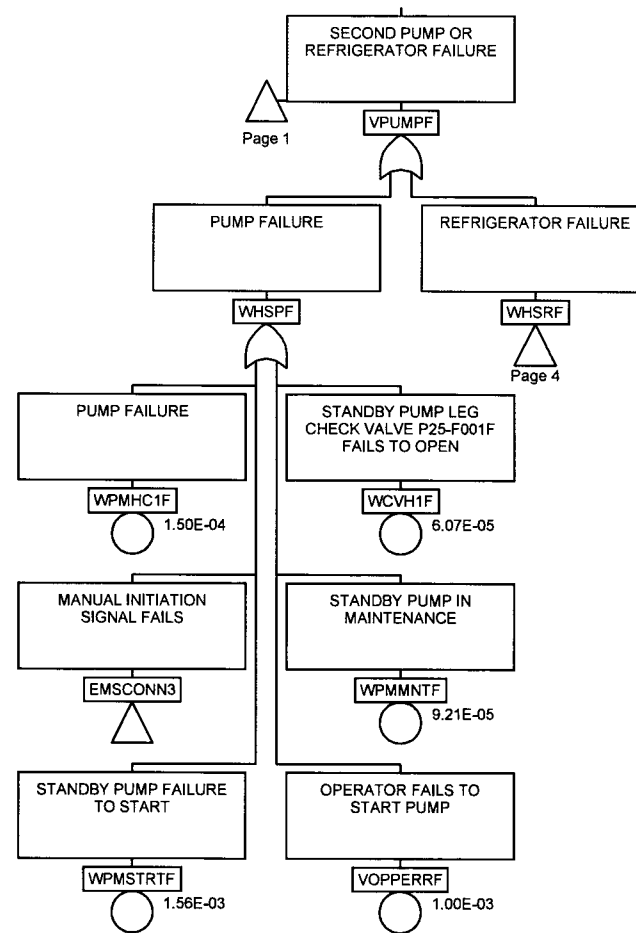 SECOND PUMP OR
REFRIGERATOR FAILURE
Page 1
VPUMPF
PUMP FAILURE
REFRIGERATOR FAILURE
WHSPF
WHSRF
Page 4
PUMP FAILURE
STANDBY PUMP LEG
CHECK VALVE P25-F001F
FAILS TO OPEN
WPMHC1F
1.50E-04
WCVH1F
6.07E-05
MANUAL INITIATION
SIGNAL FAILS
STANDBY PUMP IN
MAINTENANCE
EMSCONN3
WPMMNTF
9.21E-05
STANDBY PUMP FAILURE
TO START
OPERATOR FAILS TO
START PUMP
WPMSTRTF
1.56E-03
VOPPERRF
1.00E-03